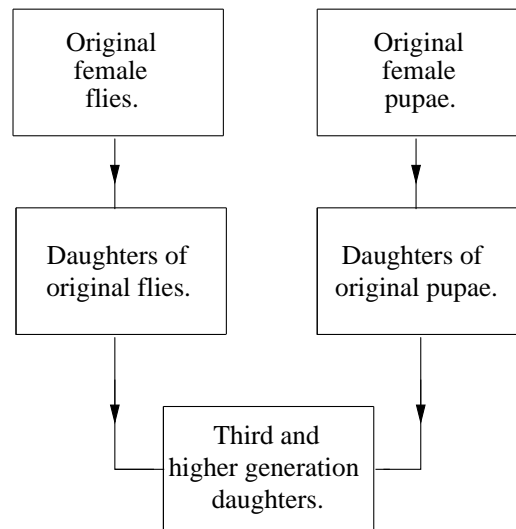 Original
female
flies.
Original
female
pupae.
Daughters of
original flies.
Daughters of
original pupae.
Third and
higher generation
daughters.